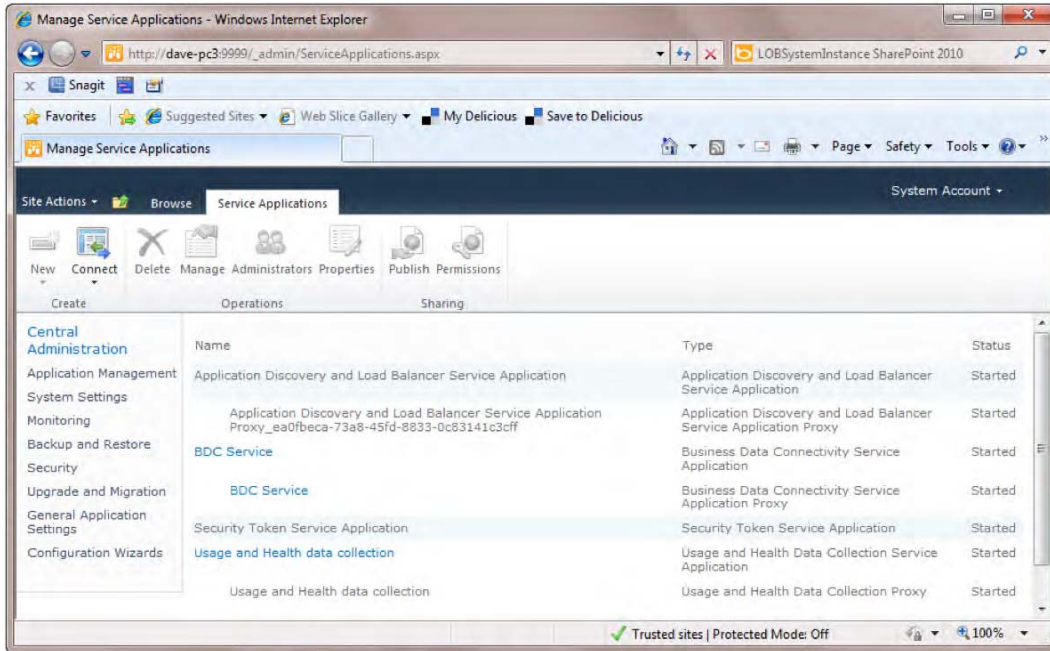 Manage Service Applications - Windows Internet Explorer
http://dave-pc3:9999/_admin/ServiceApplications.aspx
LOBSystemInstance SharePoint 2010
x Snagit
Favorites Suggested Sites Web Slice Gallery My Delicious Save to Delicious
Manage Service Applications
Page Safety Tools
System Account
Site Actions Browse Service Applications
New Connect Delete Manage Administrators Properties Publish Permissions
Create Operations Sharing
Central
Administration
Application Management
System Settings
Monitoring
Backup and Restore
Security
Upgrade and Migration
General Application
Settings
Configuration Wizards
Name Type Status
Application Discovery and Load Balancer Service Application Application Discovery and Load Balancer Started
Service Application
Application Discovery and Load Balancer Service Application Application Discovery and Load Balancer Started
Proxy_ea0fbeca-73a8-45fd-8833-0c83141c3cff Service Application Proxy
BDC Service Business Data Connectivity Service Started
Application
BDC Service Business Data Connectivity Service Started
Application Proxy
Security Token Service Application Security Token Service Application Started
Usage and Health data collection Usage and Health Data Collection Service Started
Application
Usage and Health data collection Usage and Health Data Collection Proxy Started
Trusted sites | Protected Mode: Off 100%